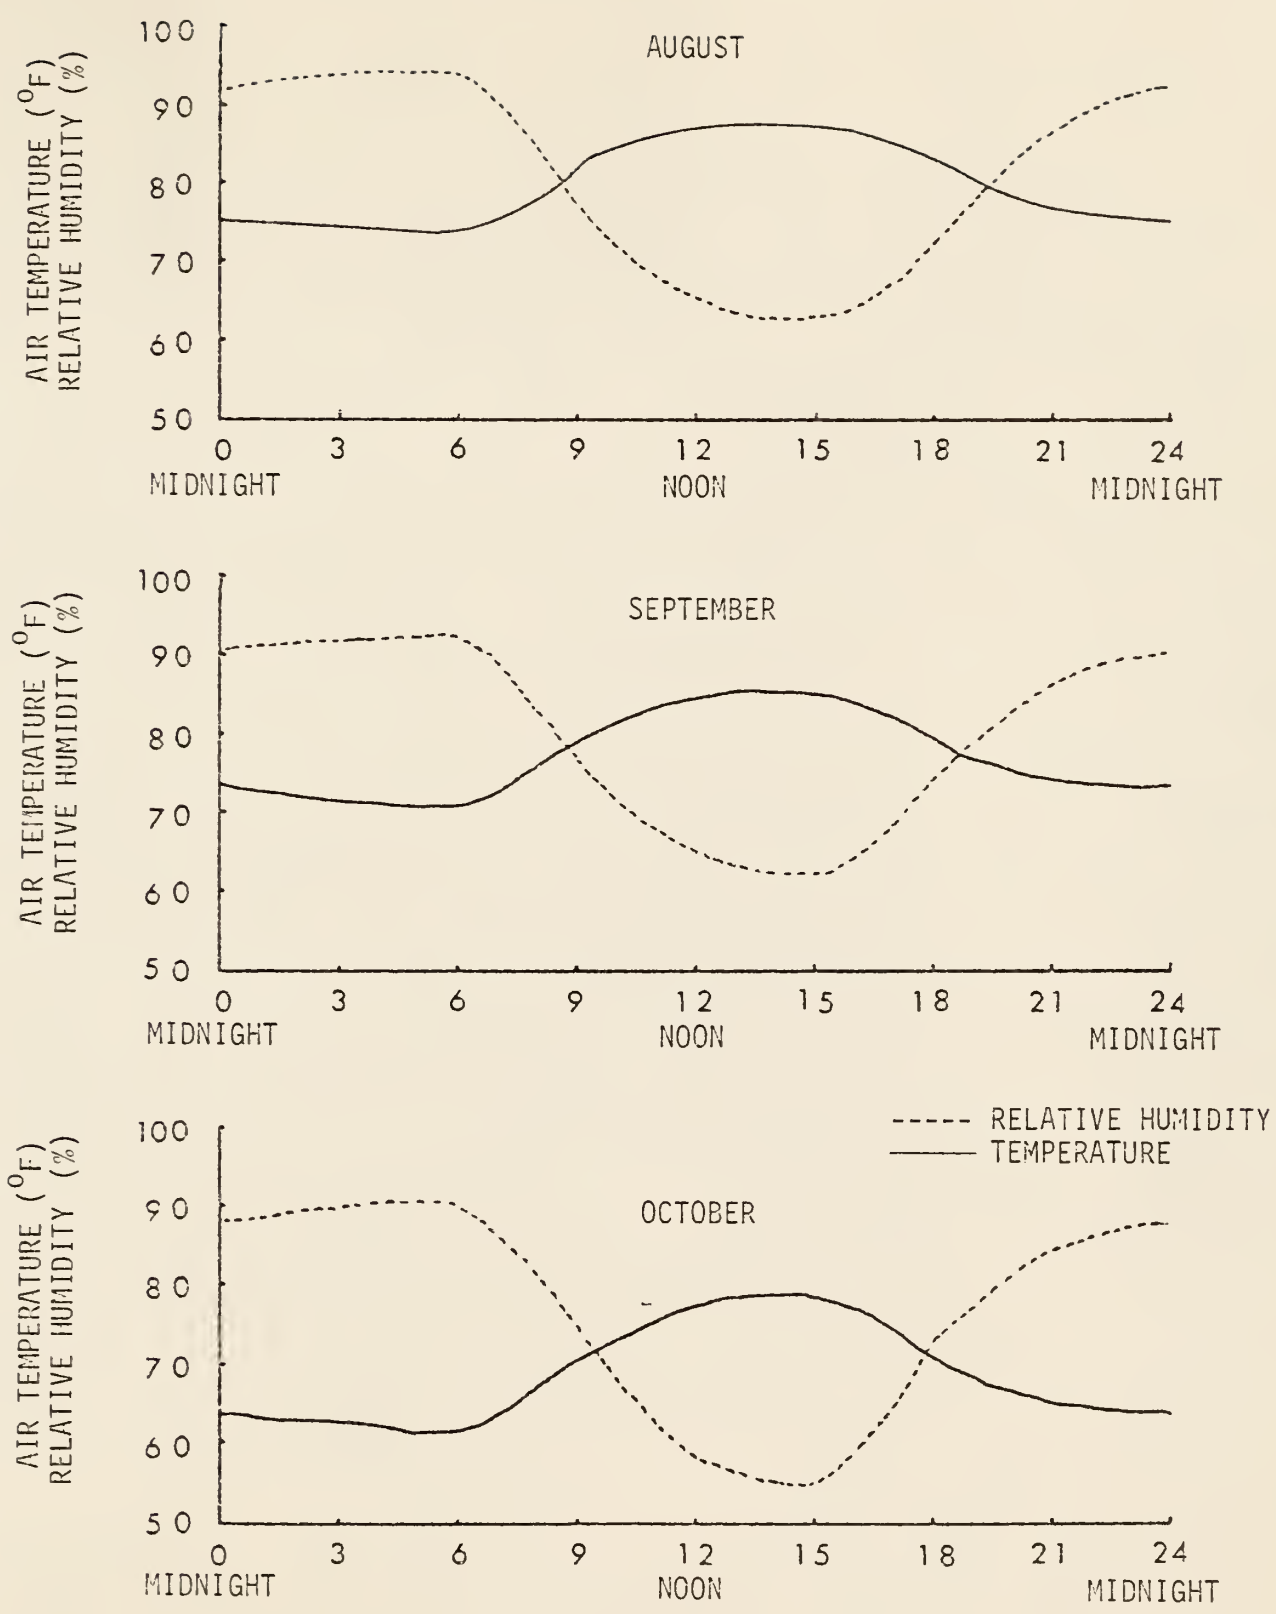 AUGUST
AIR TEMPERATURE (°F)
RELATIVE HUMIDITY (%)
100
90
80
70
60
50
0 3 6 9 12 15 18 21 24
MIDNIGHT NOON MIDNIGHT
SEPTEMBER
AIR TEMPERATURE (°F)
RELATIVE HUMIDITY (%)
100
90
80
70
60
50
0 3 6 9 12 15 18 21 24
MIDNIGHT NOON MIDNIGHT
RELATIVE HUMIDITY
TEMPERATURE
OCTOBER
AIR TEMPERATURE (°F)
RELATIVE HUMIDITY (%)
100
90
80
70
60
50
0 3 6 9 12 15 18 21 24
MIDNIGHT NOON MIDNIGHT